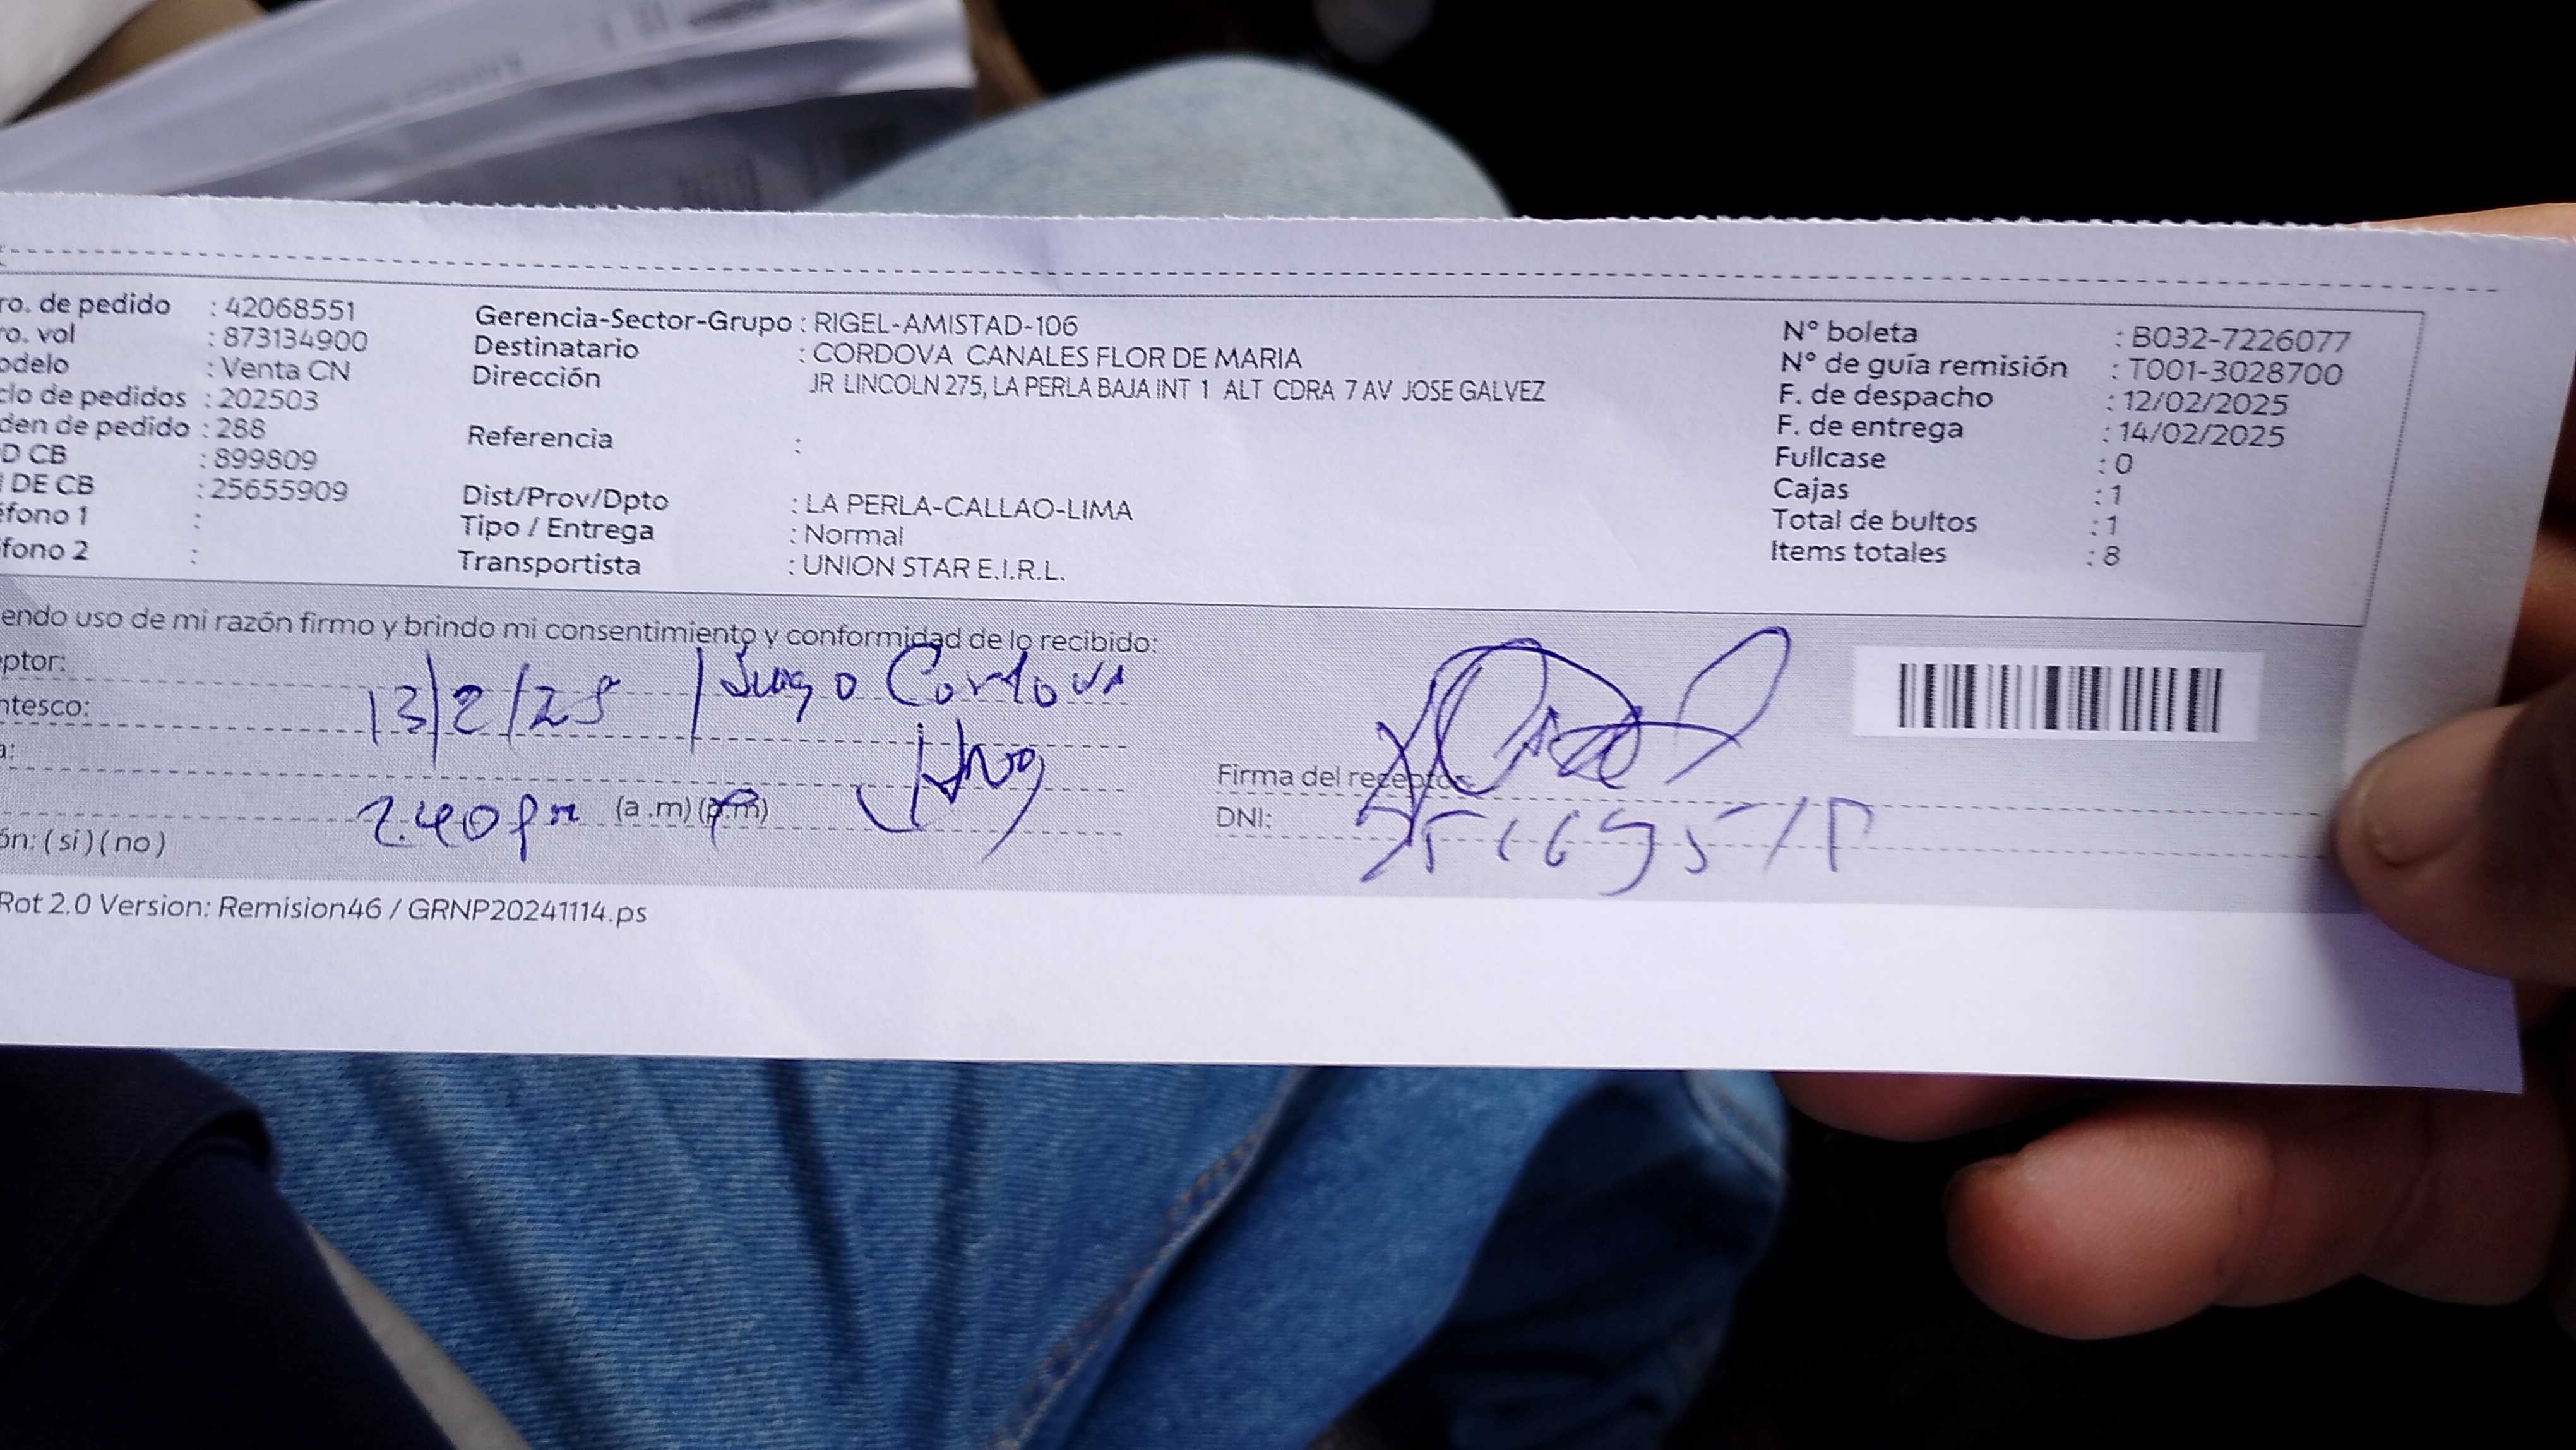 ro. de pedido : 42068551
ro. vol : 873134900
odelo : Venta CN
clo de pedidos : 202503
den de pedido : 288
D CB : 899809
DE CB : 25655909
éfono 1 :
fono 2 :
Gerencia-Sector-Grupo : RIGEL-AMISTAD-106
Destinatario : CORDOVA CANALES FLOR DE MARIA
Dirección JR LINCOLN 275, LA PERLA BAJA INT 1 ALT CDRA 7 AV JOSE GALVEZ
Referencia :
Dist/Prov/Dpto : LA PERLA-CALLAO-LIMA
Tipo / Entrega : Normal
Transportista : UNION STAR E.I.R.L.
N° boleta : B032-7226077
N° de guía remisión : T001-3028700
F. de despacho : 12/02/2025
F. de entrega : 14/02/2025
Fullcase : 0
Cajas : 1
Total de bultos : 1
Items totales : 8
endo uso de mi razón firmo y brindo mi consentimiento y conformidad de lo recibido:
ptor:
ntesco:
13/2/25 / Cordova
a:
2.40 pm (a.m) (p.m)
ón: ( si ) ( no )
Firma del receptor
DNI:
Rot 2.0 Version: Remision46 / GRNP20241114.ps